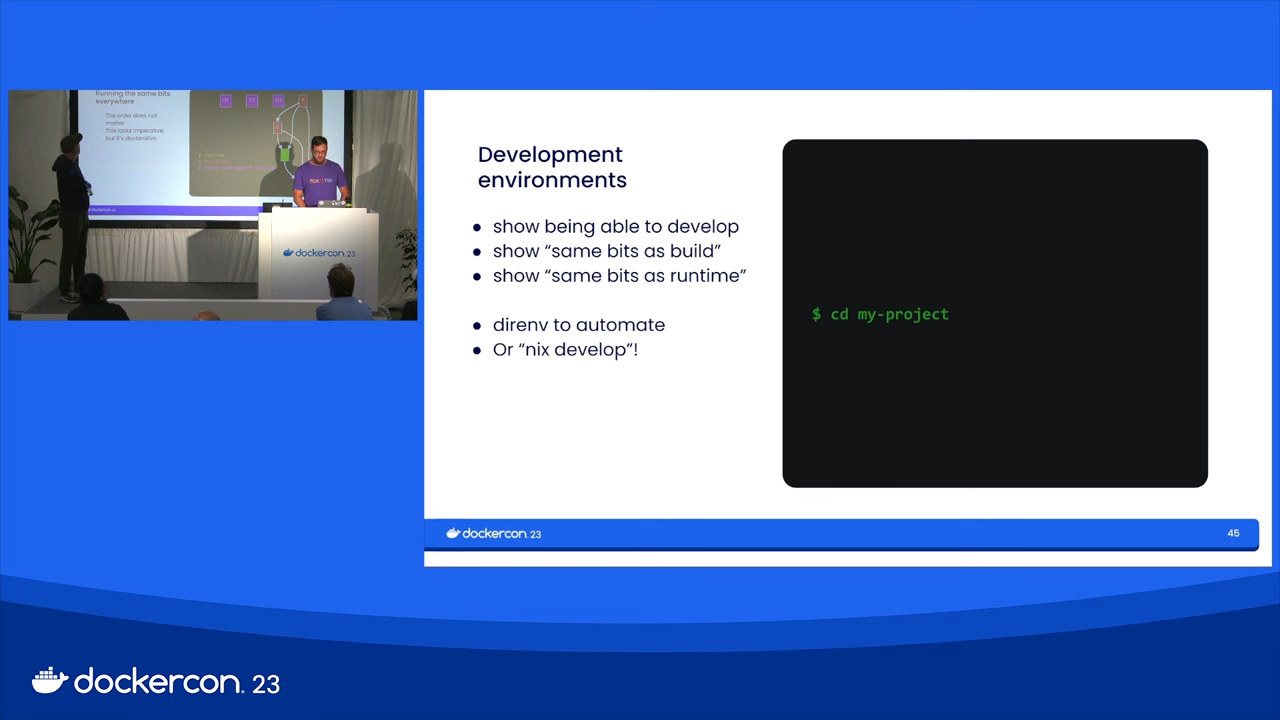 Running the same bits
everywhere
The order does not
matter
This looks imperative,
but it's declarative
dockercon 23
Development
environments
● show being able to develop
● show “same bits as build”
● show “same bits as runtime”
● direnv to automate
● Or “nix develop”!
$ cd my-project
dockercon. 23
45
dockercon. 23